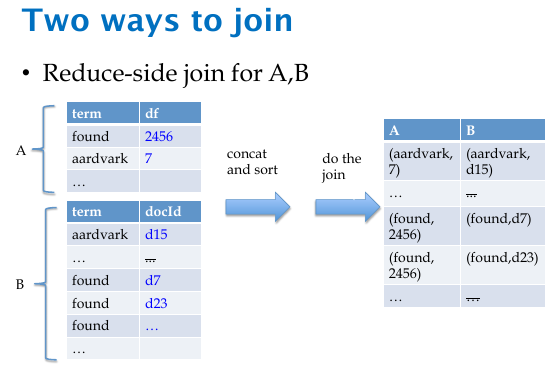 Two ways to join
• Reduce-side join for A,B
A
term df
found 2456
aardvark 7
…
B
term docId
aardvark d15
… …
found d7
found d23
found …
…
concat
and sort
do the
join
A B
(aardvark, (aardvark,
7) d15)
… …
(found, (found,d7)
2456)
(found, (found,d23)
2456)
… …